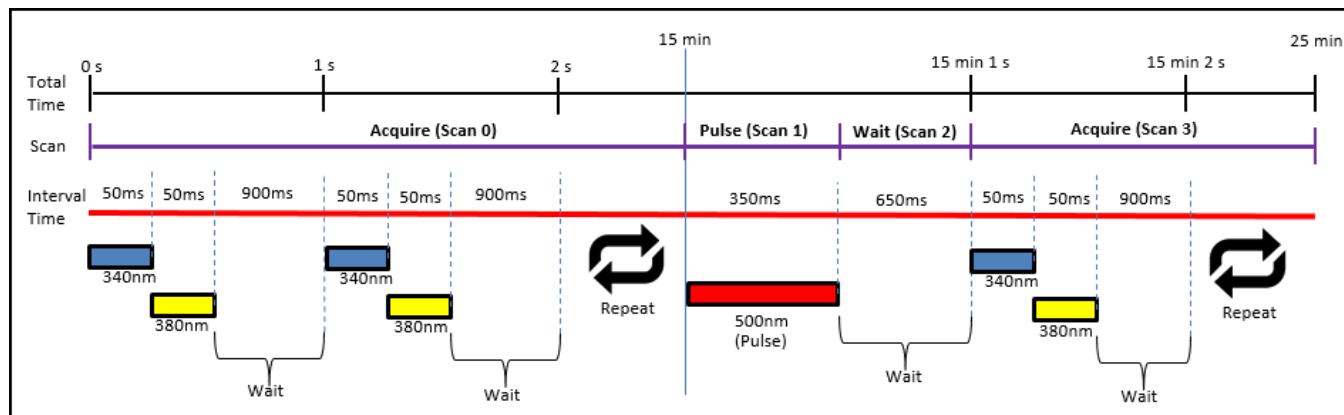 15 min
25 min
0 s
1 s
2 s
15 min 1 s
15 min 2 s
Total
Time
Acquire (Scan 0)
Pulse (Scan 1)
Wait (Scan 2)
Acquire (Scan 3)
Scan
50ms
50ms
900ms
50ms
50ms
900ms
350ms
650ms
50ms
50ms
900ms
Interval
Time
340nm
340nm
340nm
380nm
380nm
Repeat
500nm
(Pulse)
380nm
Repeat
Wait
Wait
Wait
Wait